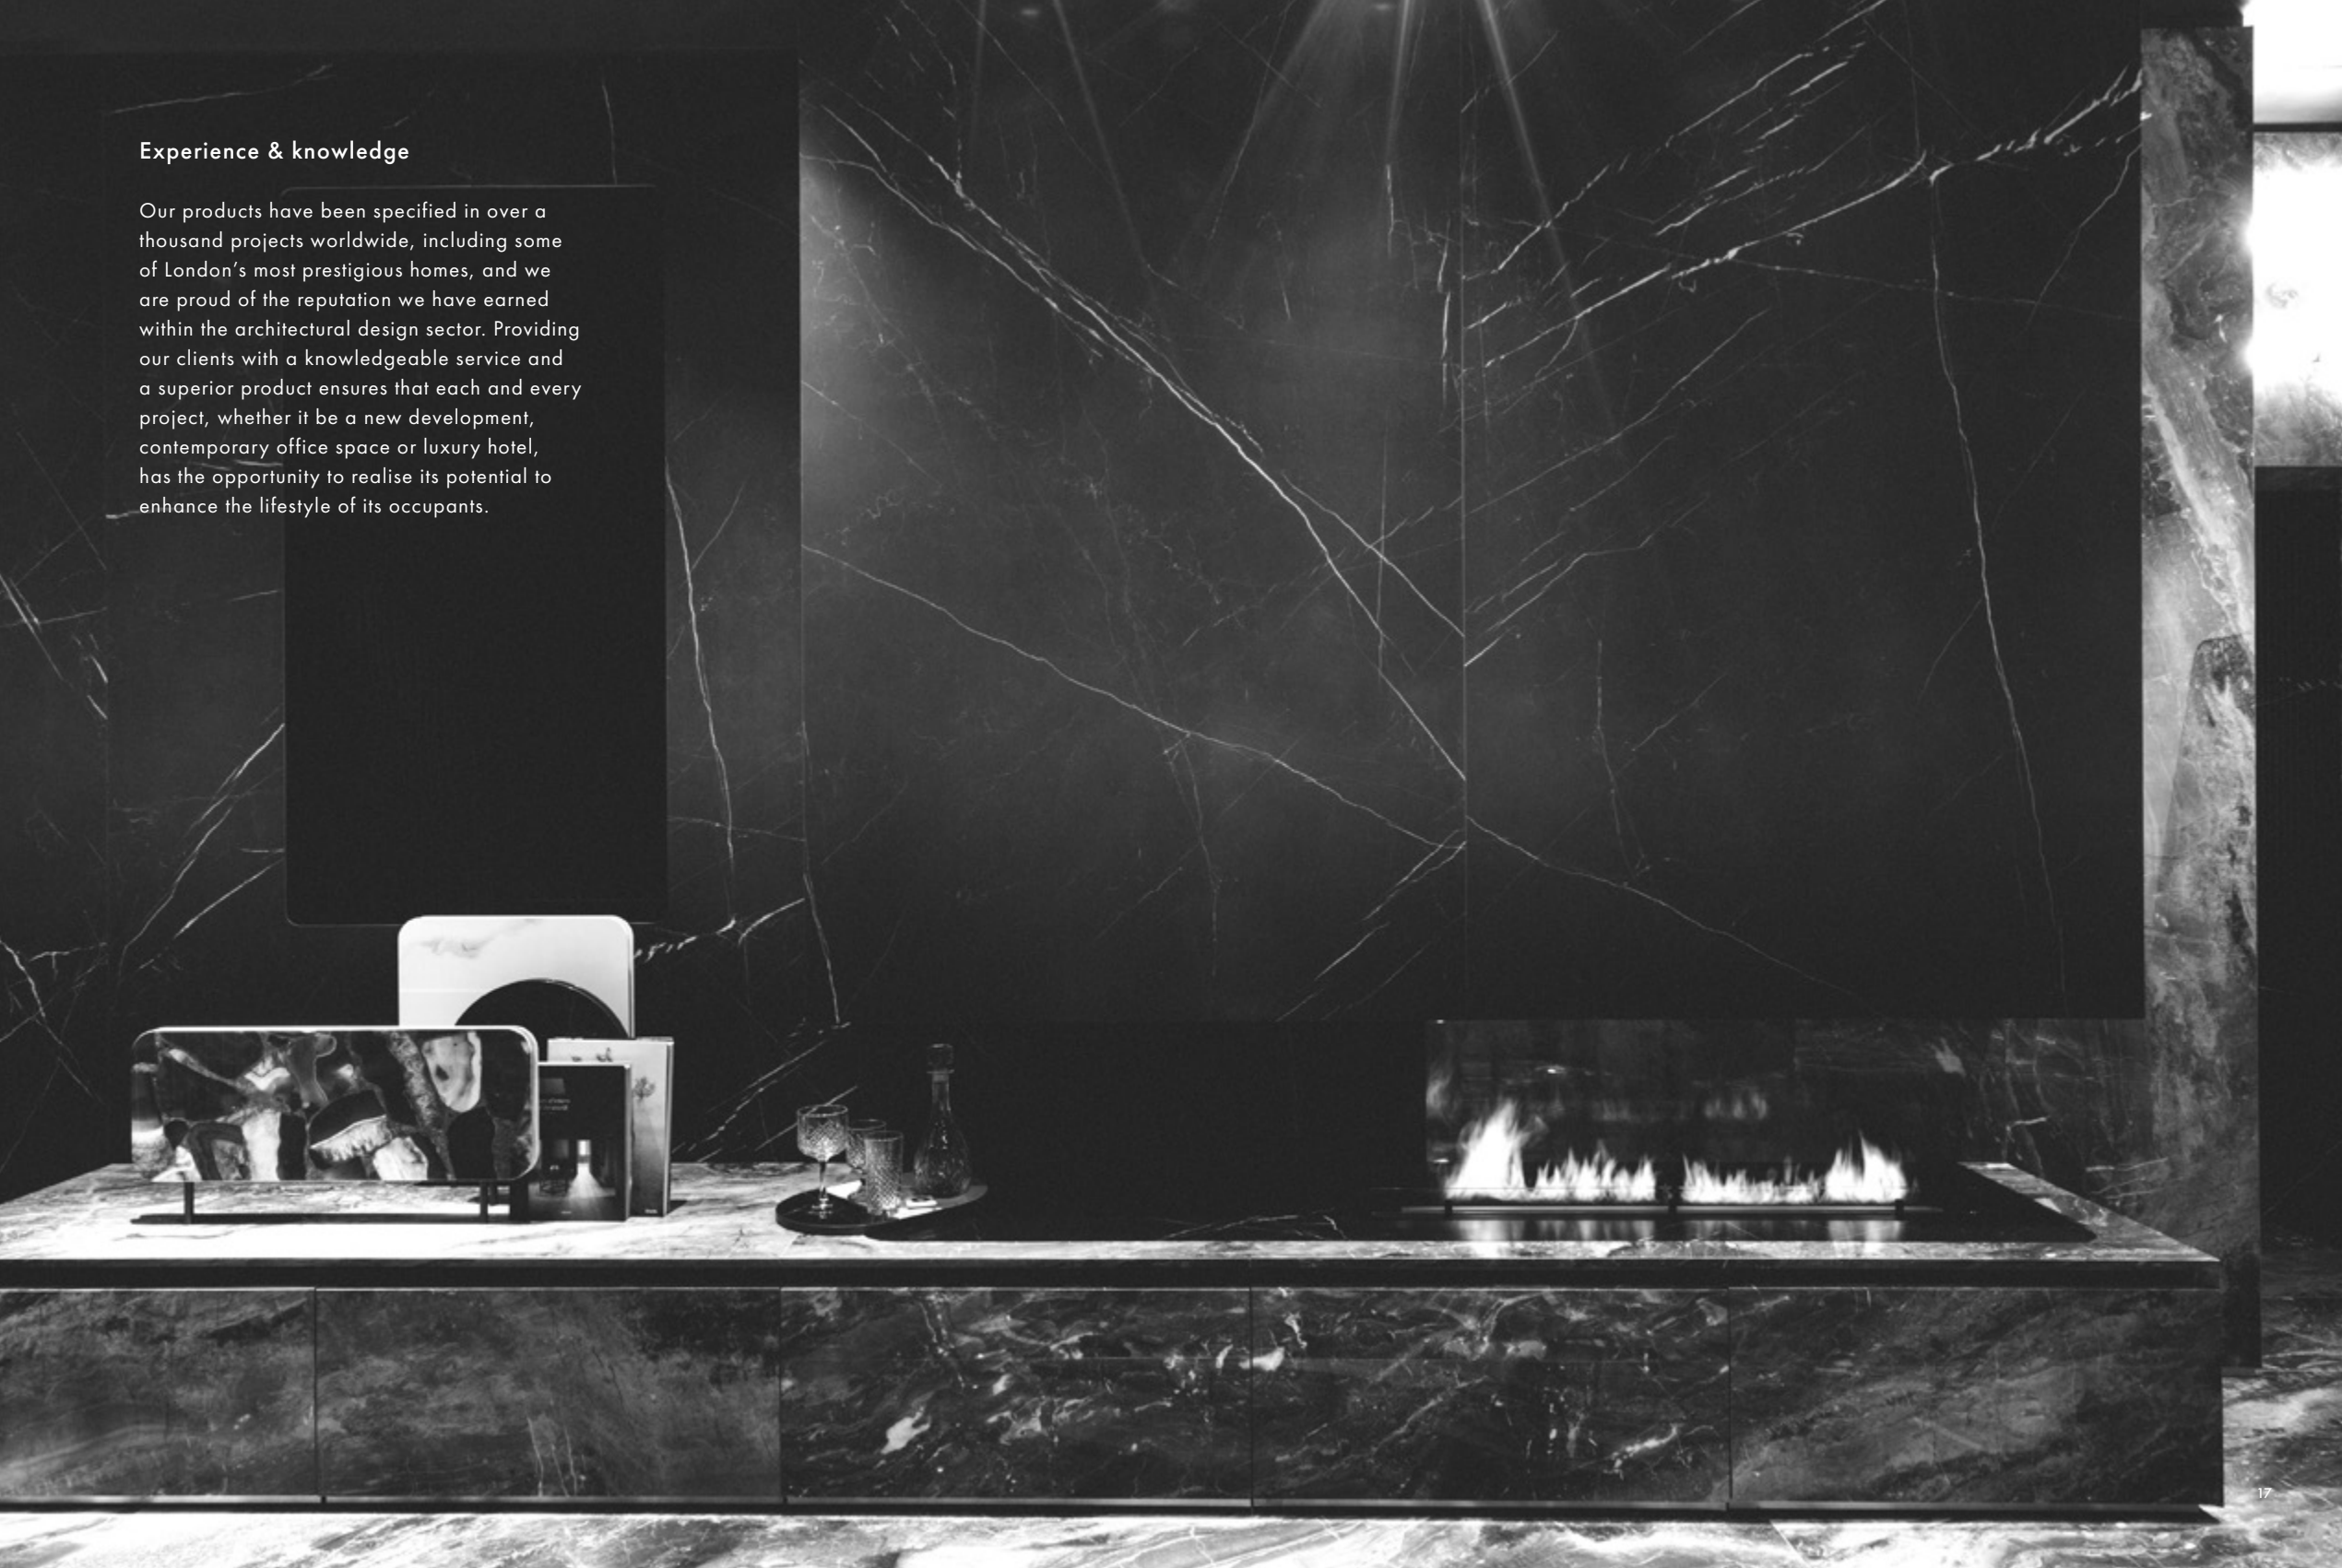 Experience & knowledge
Our products have been specified in over a
thousand projects worldwide, including some
of London’s most prestigious homes, and we
are proud of the reputation we have earned
within the architectural design sector. Providing
our clients with a knowledgeable service and
a superior product ensures that each and every
project, whether it be a new development,
contemporary office space or luxury hotel,
has the opportunity to realise its potential to
enhance the lifestyle of its occupants.
17